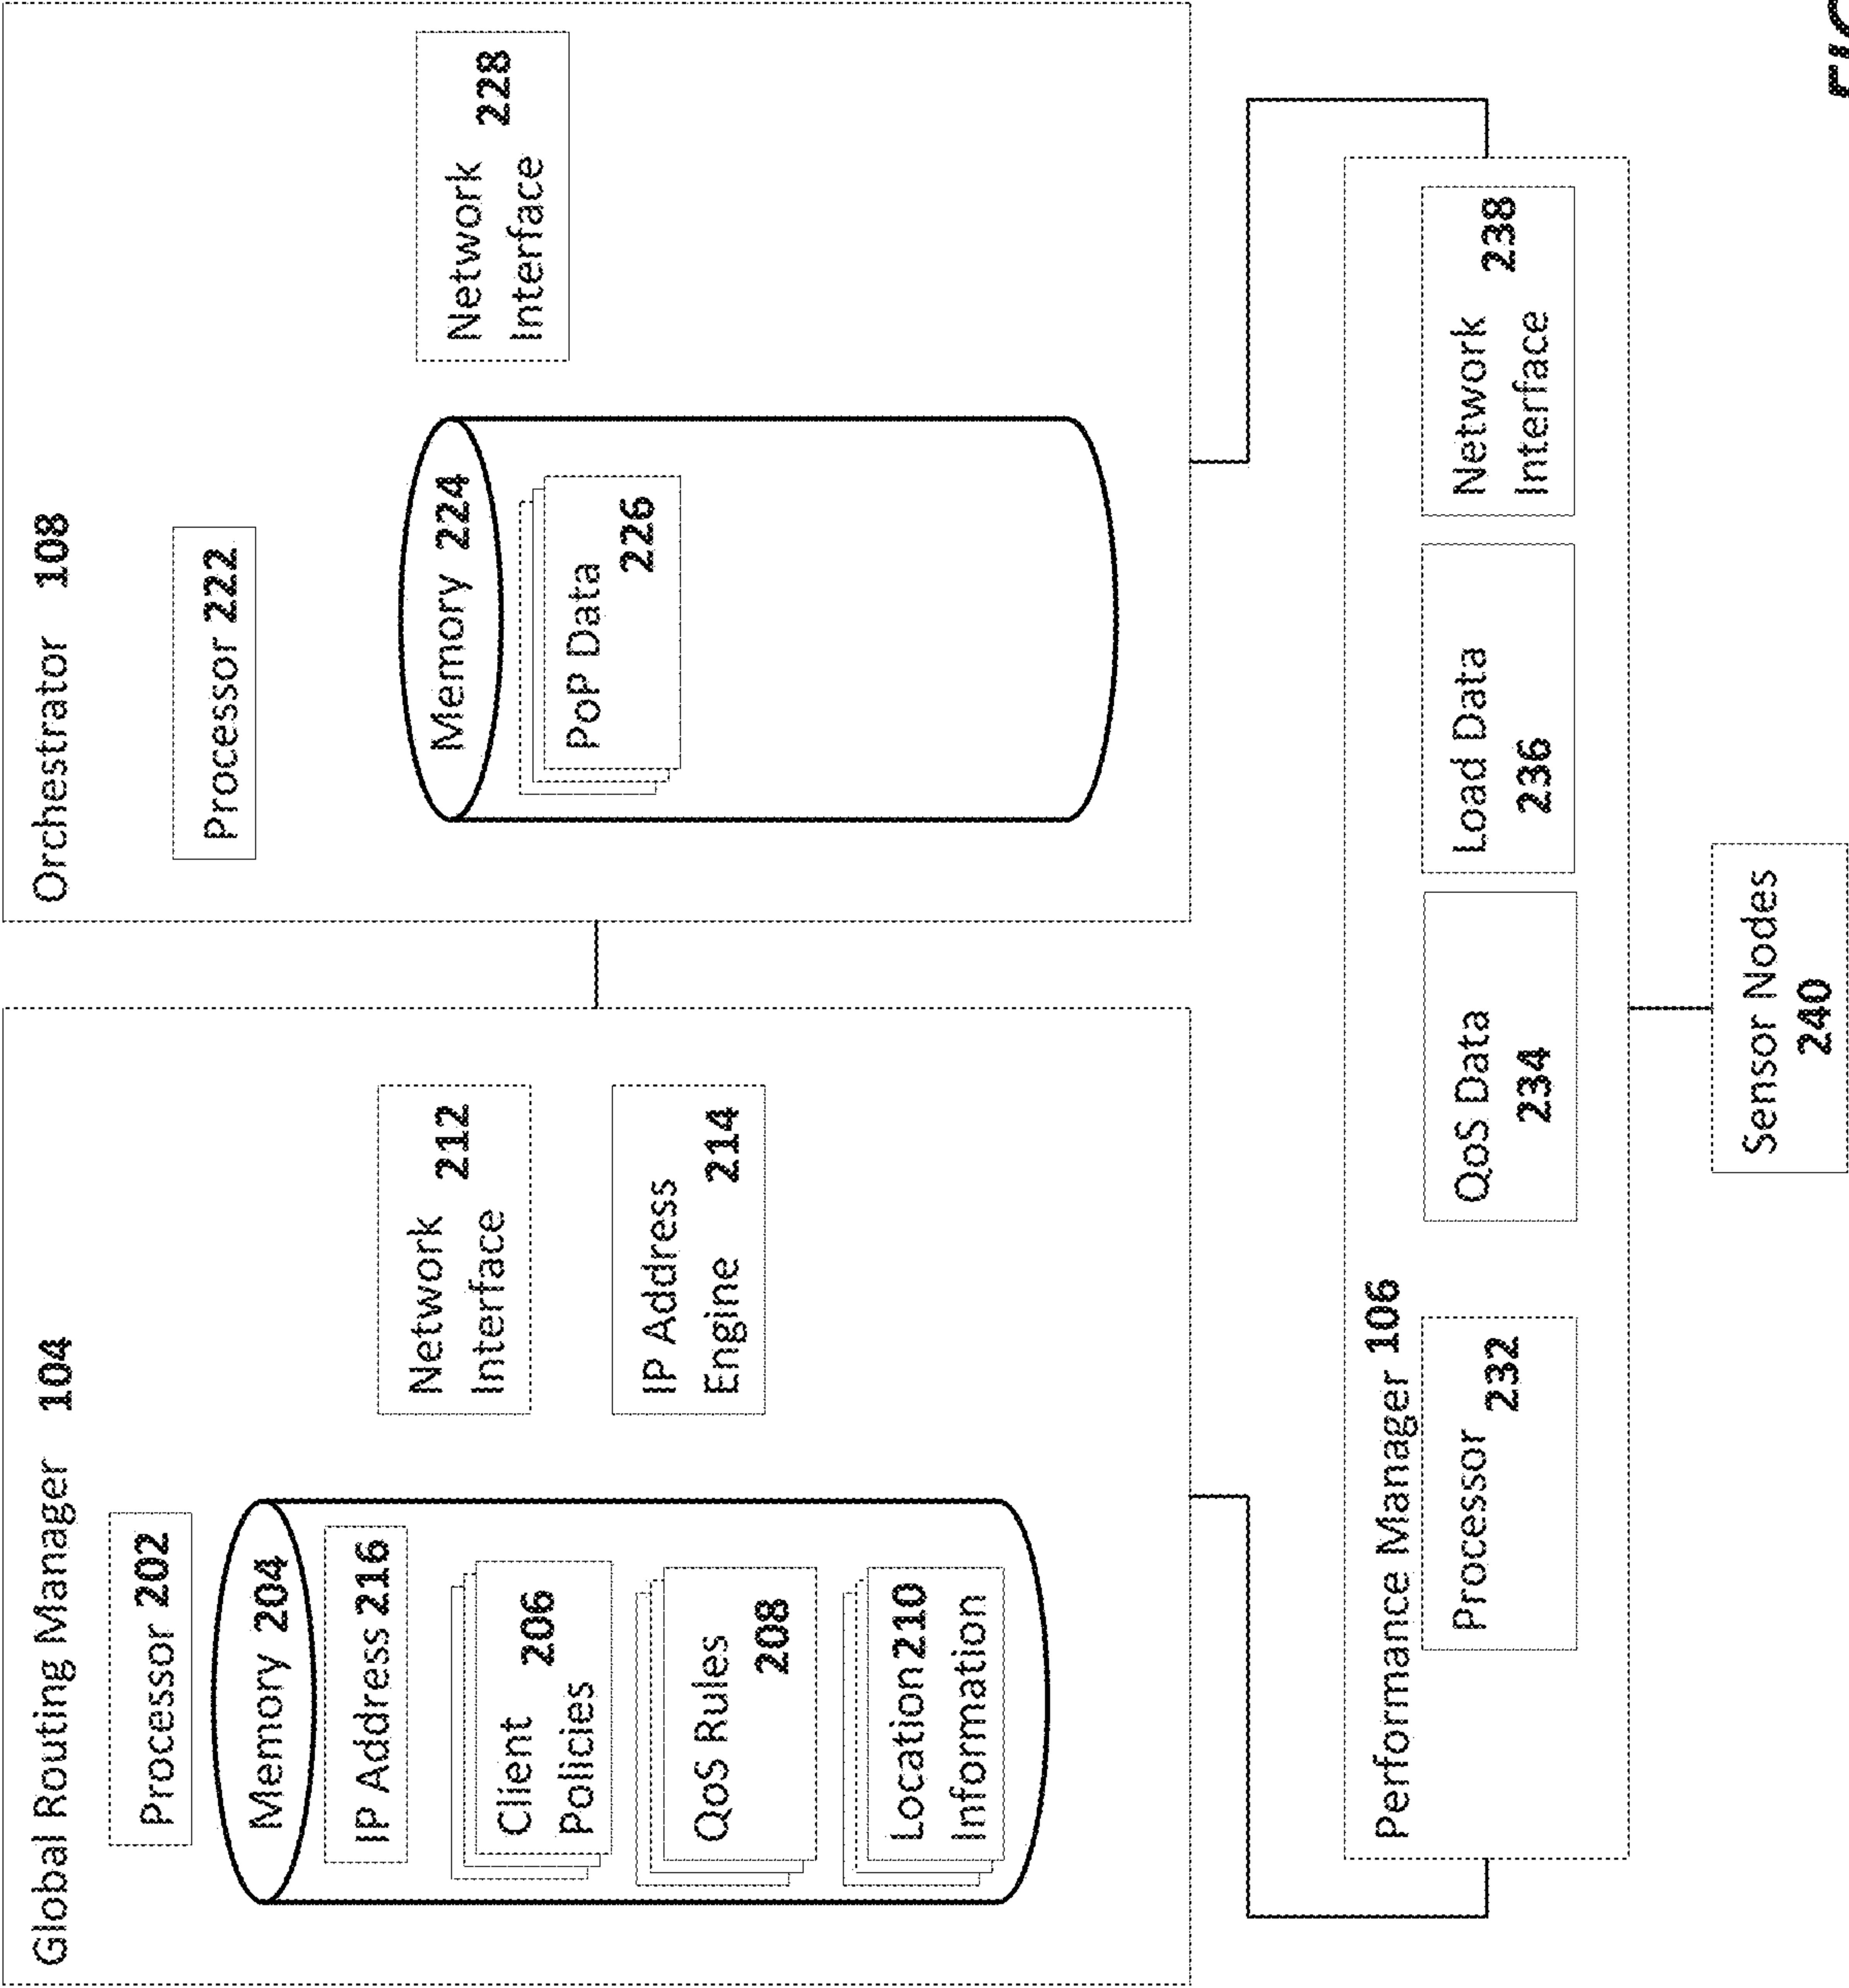 Global Routing Manager 104
Processor 202
Memory 204
IP Address 216
Client
206
Policies
QoS Rules
208
Location 210
Information
Network
212
Interface
IP Address
Engine 214
Orchestrator 108
Processor 222
Memory 224
PoP Data
226
Network
228
Interface
Performance Manager 106
Processor
232
QoS Data
234
Load Data
236
Network
238
Interface
Sensor Nodes
240